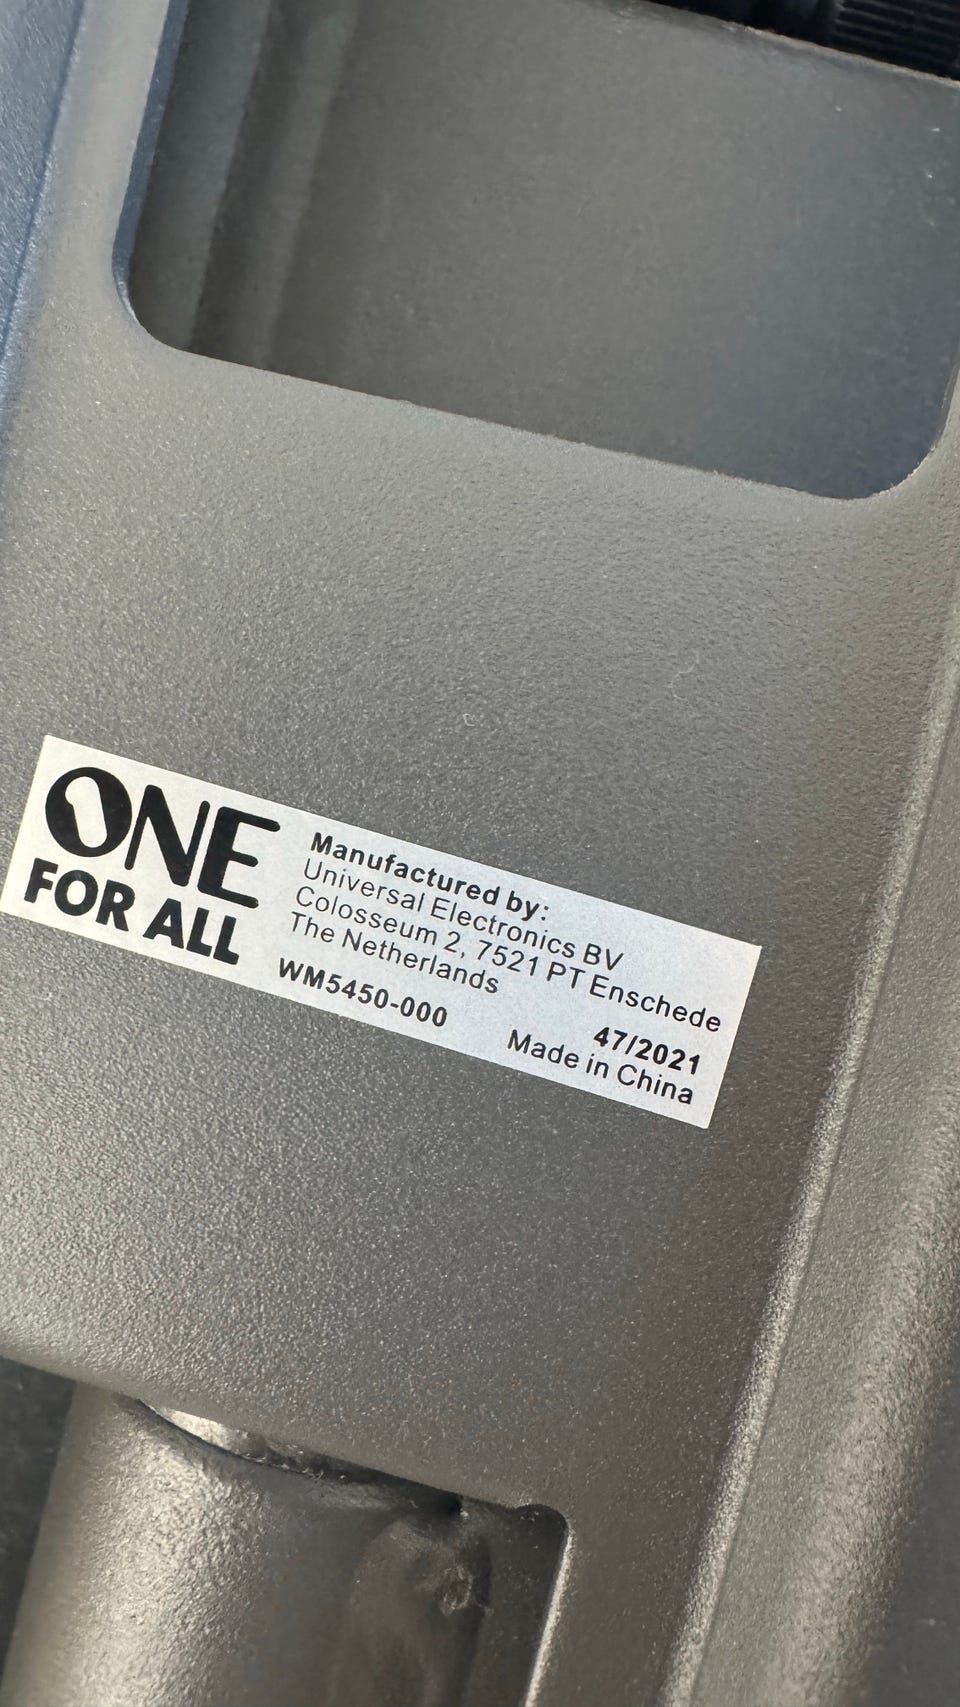 ONE
FOR ALL
Manufactured by:
Universal Electronics BV
Colosseum 2, 7521 PT Enschede
The Netherlands
WM5450-000
47/2021
Made in China